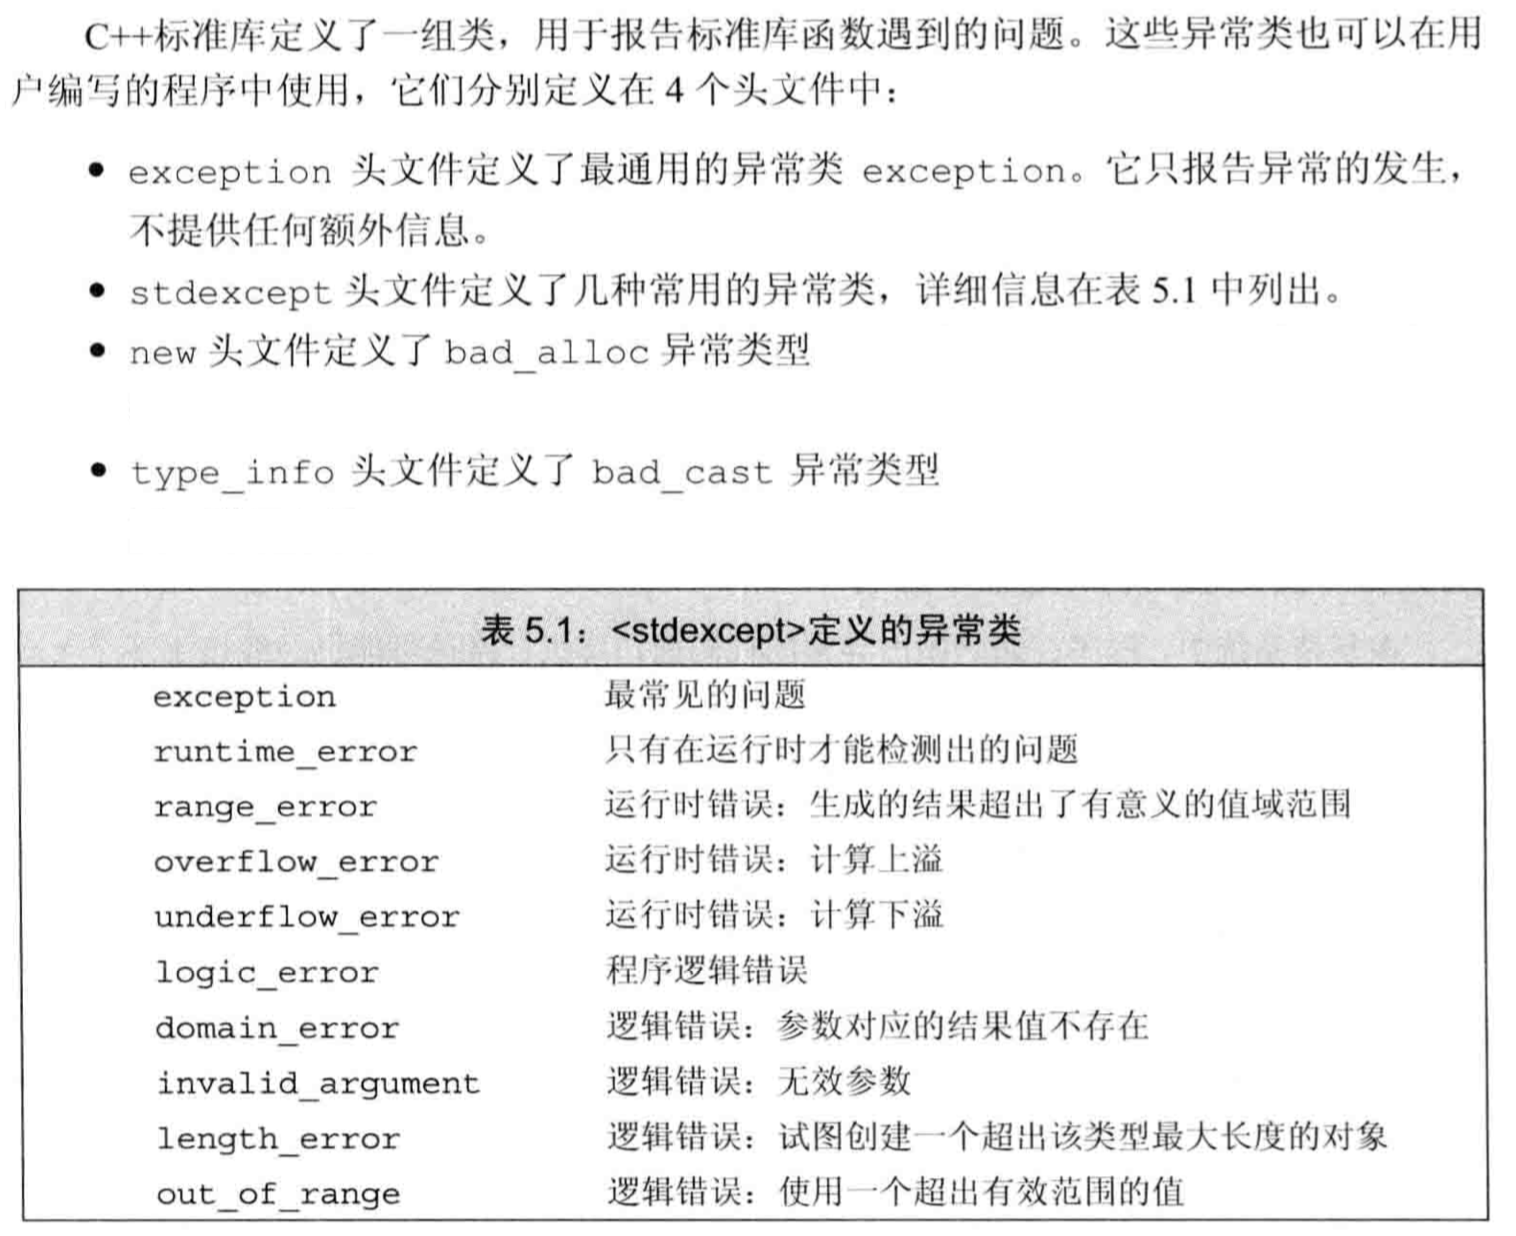 C++标准库定义了一组类，用于报告标准库函数遇到的问题。这些异常类也可以在用
户编写的程序中使用，它们分别定义在 4 个头文件中：
● exception 头文件定义了最通用的异常类 exception。它只报告异常的发生，
不提供任何额外信息。
● stdexcept 头文件定义了几种常用的异常类，详细信息在表 5.1 中列出。
● new 头文件定义了 bad_alloc 异常类型
● type_info 头文件定义了 bad_cast 异常类型
表 5.1：<stdexcept>定义的异常类
exception 最常见的问题
runtime_error 只有在运行时才能检测出的问题
range_error 运行时错误：生成的结果超出了有意义的值域范围
overflow_error 运行时错误：计算上溢
underflow_error 运行时错误：计算下溢
logic_error 程序逻辑错误
domain_error 逻辑错误：参数对应的结果值不存在
invalid_argument 逻辑错误：无效参数
length_error 逻辑错误：试图创建一个超出该类型最大长度的对象
out_of_range 逻辑错误：使用一个超出有效范围的值